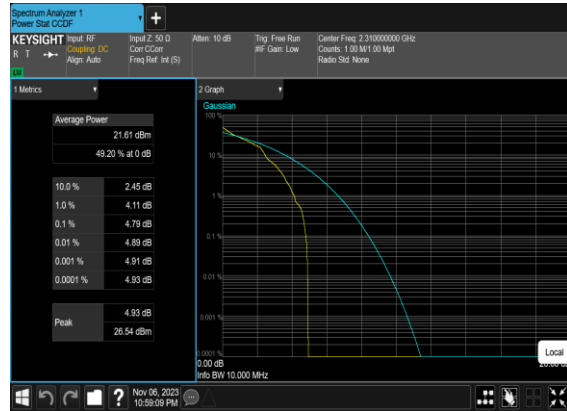 Spectrum Analyzer 1
Power Stat CCDF
KEYSIGHT
R T
LW
Input: RF
Coupling: DC
Align: Auto
Input Z: 50 Ω
Corr CCorr
Freq Ref: Int (S)
Atten: 10 dB
Trig: Free Run
#IF Gain: Low
Center Freq: 2.310000000 GHz
Counts: 1.00 M/1.00 Mpt
Radio Std: None
1 Metrics
Average Power
21.61 dBm
49.20 % at 0 dB
10.0 % 2.45 dB
1.0 % 4.11 dB
0.1 % 4.79 dB
0.01 % 4.89 dB
0.001 % 4.91 dB
0.0001 % 4.93 dB
Peak
4.93 dB
26.54 dBm
2 Graph
Gaussian
100 %
10 %
1 %
0.1 %
0.01 %
0.001 %
0.0001 %
0.00 dB
Info BW 10.000 MHz
Local
?
Nov 06, 2023
10:59:09 PM